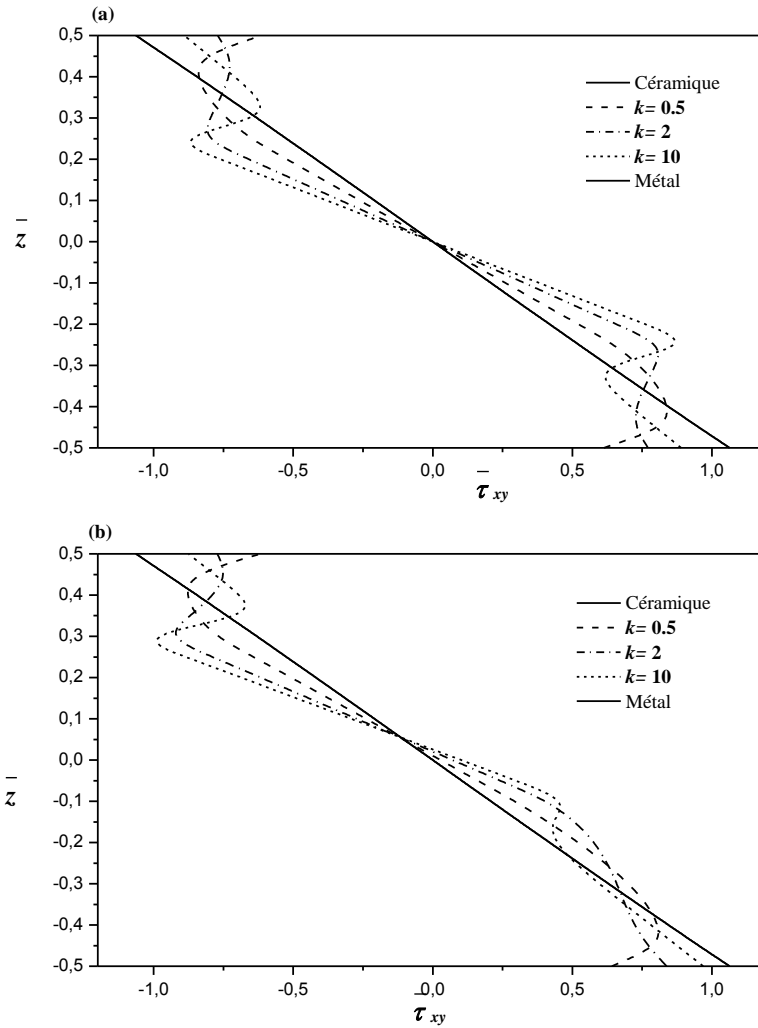 (a)
0,5
0,4
0,3
0,2
0,1
0,0
-0,1
-0,2
-0,3
-0,4
-0,5
z̄
Céramique
k= 0.5
k= 2
k= 10
Métal
-1,0 -0,5 0,0 0,5 1,0
τ̄ xy
(b)
0,5
0,4
0,3
0,2
0,1
0,0
-0,1
-0,2
-0,3
-0,4
-0,5
z̄
Céramique
k= 0.5
k= 2
k= 10
Métal
-1,0 -0,5 0,0 0,5 1,0
τ̄ xy